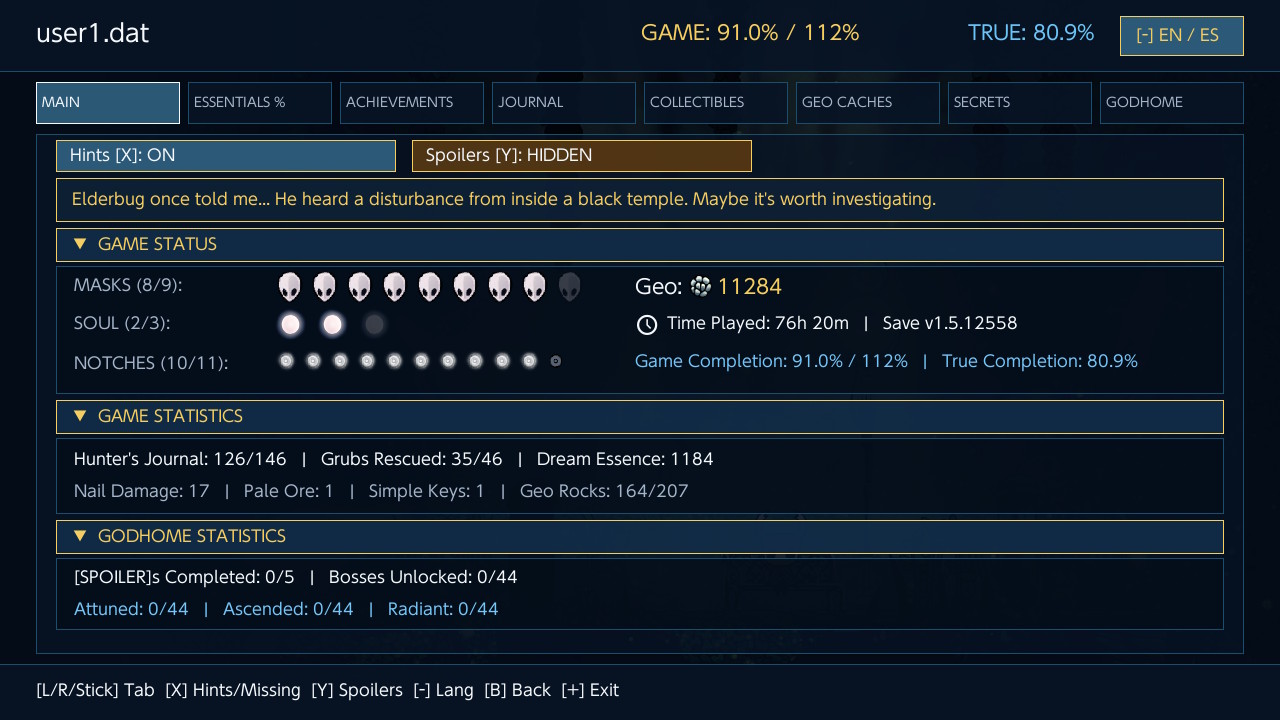 user1.dat GAME: 91.0% / 112% TRUE: 80.9% [-] EN / ES
MAIN ESSENTIALS % ACHIEVEMENTS JOURNAL COLLECTIBLES GEO CACHES SECRETS GODHOME
Hints [X]: ON Spoilers [Y]: HIDDEN
Elderbug once told me... He heard a disturbance from inside a black temple. Maybe it's worth investigating.
▼ GAME STATUS
MASKS (8/9): Geo: 11284
SOUL (2/3): Time Played: 76h 20m | Save v1.5.12558
NOTCHES (10/11): Game Completion: 91.0% / 112% | True Completion: 80.9%
▼ GAME STATISTICS
Hunter's Journal: 126/146 | Grubs Rescued: 35/46 | Dream Essence: 1184
Nail Damage: 17 | Pale Ore: 1 | Simple Keys: 1 | Geo Rocks: 164/207
▼ GODHOME STATISTICS
[SPOILER]s Completed: 0/5 | Bosses Unlocked: 0/44
Attuned: 0/44 | Ascended: 0/44 | Radiant: 0/44
[L/R/Stick] Tab [X] Hints/Missing [Y] Spoilers [-] Lang [B] Back [+] Exit